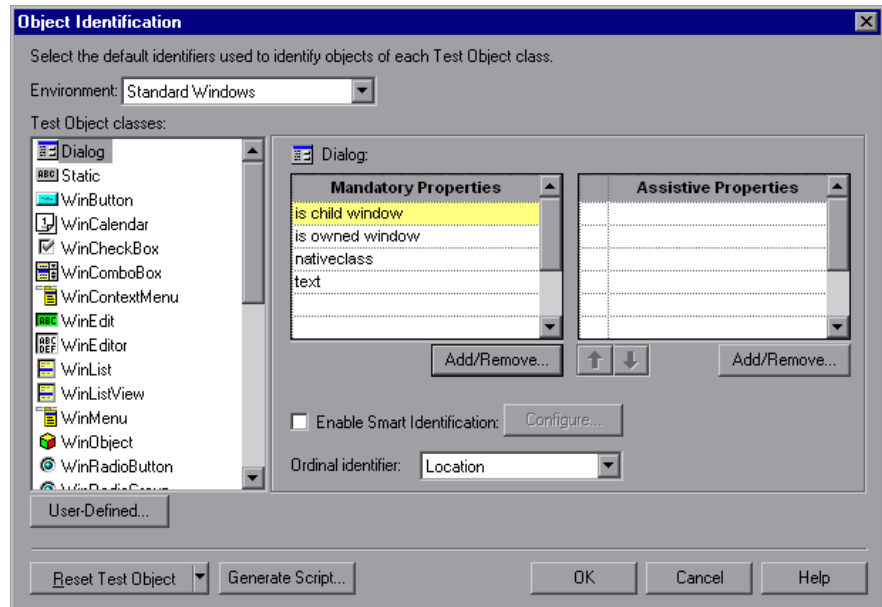 Object Identification
Select the default identifiers used to identify objects of each Test Object class.
Environment: Standard Windows
Test Object classes:
Dialog
Static
WinButton
WinCalendar
WinCheckBox
WinComboBox
WinContextMenu
WinEdit
WinEditor
WinList
WinListView
WinMenu
WinObject
WinRadioButton
Dialog:
Mandatory Properties
is child window
is owned window
nativeclass
text
Add/Remove...
Assistive Properties
Add/Remove...
Enable Smart Identification: Configure...
Ordinal identifier: Location
User-Defined...
Reset Test Object Generate Script... OK Cancel Help